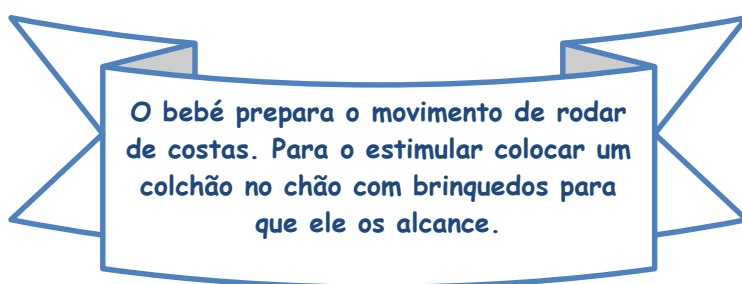 O bebé prepara o movimento de rodar
de costas. Para o estimular colocar um
colchão no chão com brinquedos para
que ele os alcance.